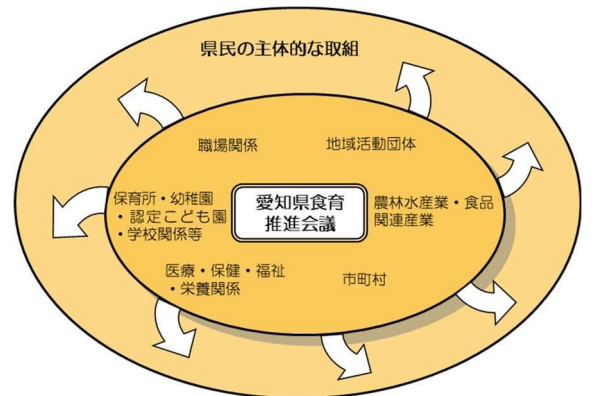 県民の主体的な取組
職場関係
地域活動団体
保育所・幼稚園
・認定こども園
・学校関係等
愛知県食育
推進会議
農林水産業・食品
関連産業
医療・保健・福祉
・栄養関係
市町村